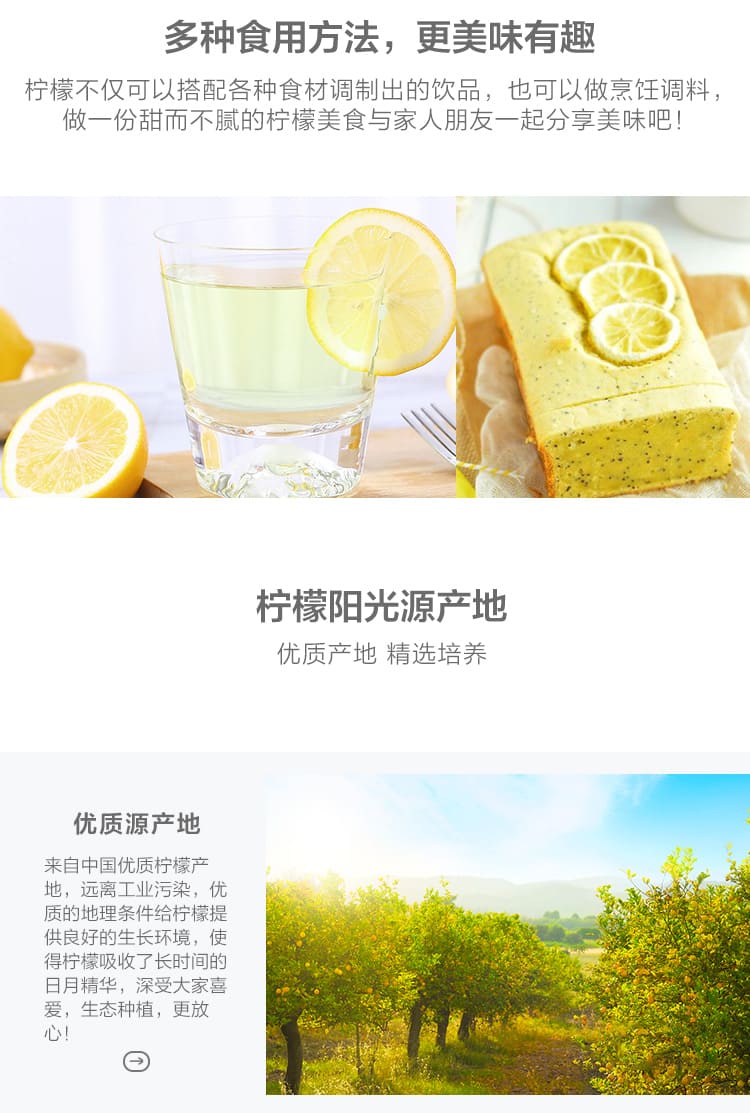 多种食用方法，更美味有趣
柠檬不仅可以搭配各种食材调制出的饮品，也可以做烹饪调料，
做一份甜而不腻的柠檬美食与家人朋友一起分享美味吧！
柠檬阳光源产地
优质产地 精选培养
优质源产地
来自中国优质柠檬产
地，远离工业污染，优
质的地理条件给柠檬提
供良好的生长环境，使
得柠檬吸收了长时间的
日月精华，深受大家喜
爱，生态种植，更放
心！